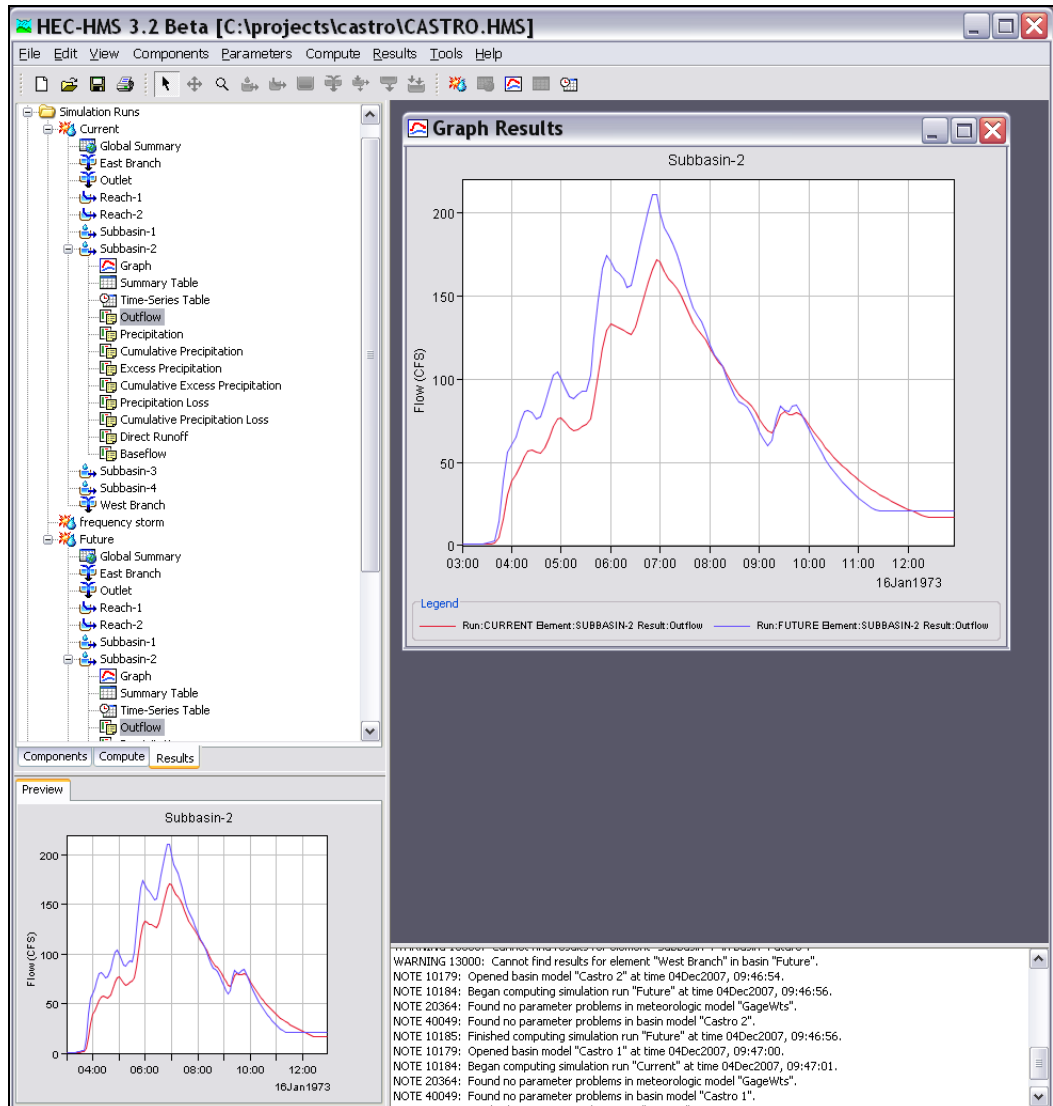 HEC-HMS 3.2 Beta [C:\projects\castro\CASTRO.HMS]
File Edit View Components Parameters Compute Results Tools Help
Simulation Runs
Current
Global Summary
East Branch
Outlet
Reach-1
Reach-2
Subbasin-1
Subbasin-2
Graph
Summary Table
Time-Series Table
Outflow
Precipitation
Cumulative Precipitation
Excess Precipitation
Cumulative Excess Precipitation
Precipitation Loss
Cumulative Precipitation Loss
Direct Runoff
Baseflow
Subbasin-3
Subbasin-4
West Branch
frequency storm
Future
Global Summary
East Branch
Outlet
Reach-1
Reach-2
Subbasin-1
Subbasin-2
Graph
Summary Table
Time-Series Table
Outflow
Components Compute Results
Preview
Subbasin-2
200
150
100
50
0
Flow (CFS)
04:00 06:00 08:00 10:00 12:00
16Jan1973
Graph Results
Subbasin-2
200
150
100
50
0
Flow (CFS)
03:00 04:00 05:00 06:00 07:00 08:00 09:00 10:00 11:00 12:00
16Jan1973
Legend
Run:CURRENT Element:SUBBASIN-2 Result:Outflow Run:FUTURE Element:SUBBASIN-2 Result:Outflow
WARNING 13000: Cannot find results for element "West Branch" in basin "Future".
NOTE 10179: Opened basin model "Castro 2" at time 04Dec2007, 09:46:54.
NOTE 10184: Began computing simulation run "Future" at time 04Dec2007, 09:46:56.
NOTE 20364: Found no parameter problems in meteorologic model "GageWts".
NOTE 40049: Found no parameter problems in basin model "Castro 2".
NOTE 10185: Finished computing simulation run "Future" at time 04Dec2007, 09:46:56.
NOTE 10179: Opened basin model "Castro 1" at time 04Dec2007, 09:47:00.
NOTE 10184: Began computing simulation run "Current" at time 04Dec2007, 09:47:01.
NOTE 20364: Found no parameter problems in meteorologic model "GageWts".
NOTE 40049: Found no parameter problems in basin model "Castro 1".